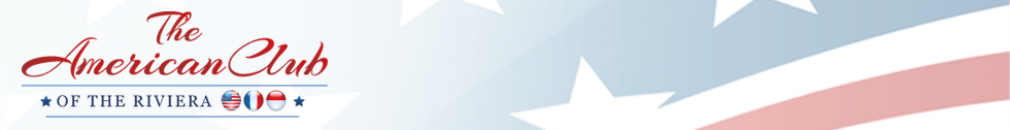 The
American Club
OF THE RIVIERA